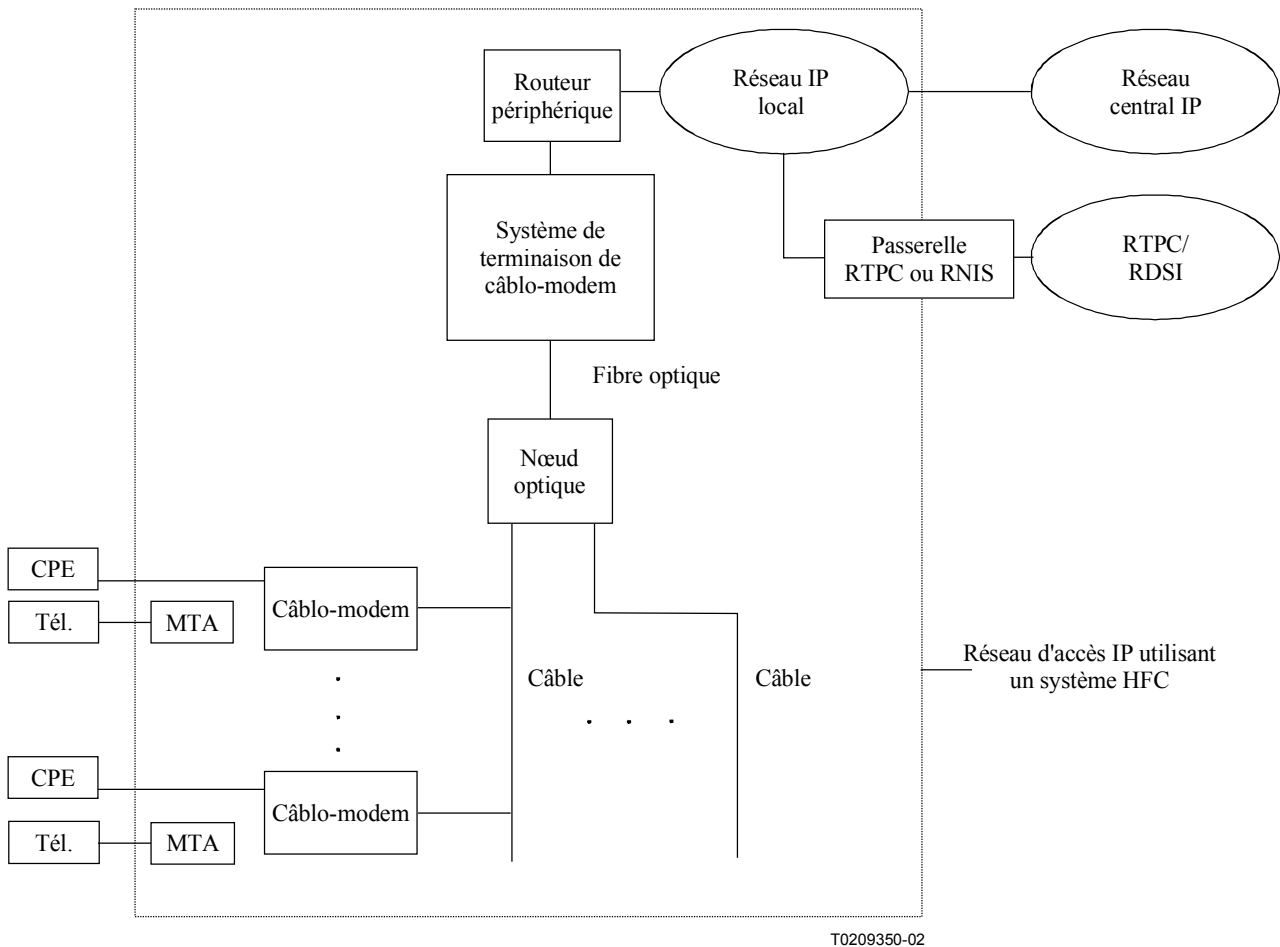 Routeur
périphérique
Réseau IP
local
Réseau
central IP
Système de
terminaison de
câblo-modem
Passerelle
RTPC ou RNIS
RTPC/
RDSI
Fibre optique
Nœud
optique
CPE
Câblo-modem
Tél.
MTA
Câble
Câble
Réseau d'accès IP utilisant
un système HFC
CPE
Câblo-modem
Tél.
MTA
T0209350-02